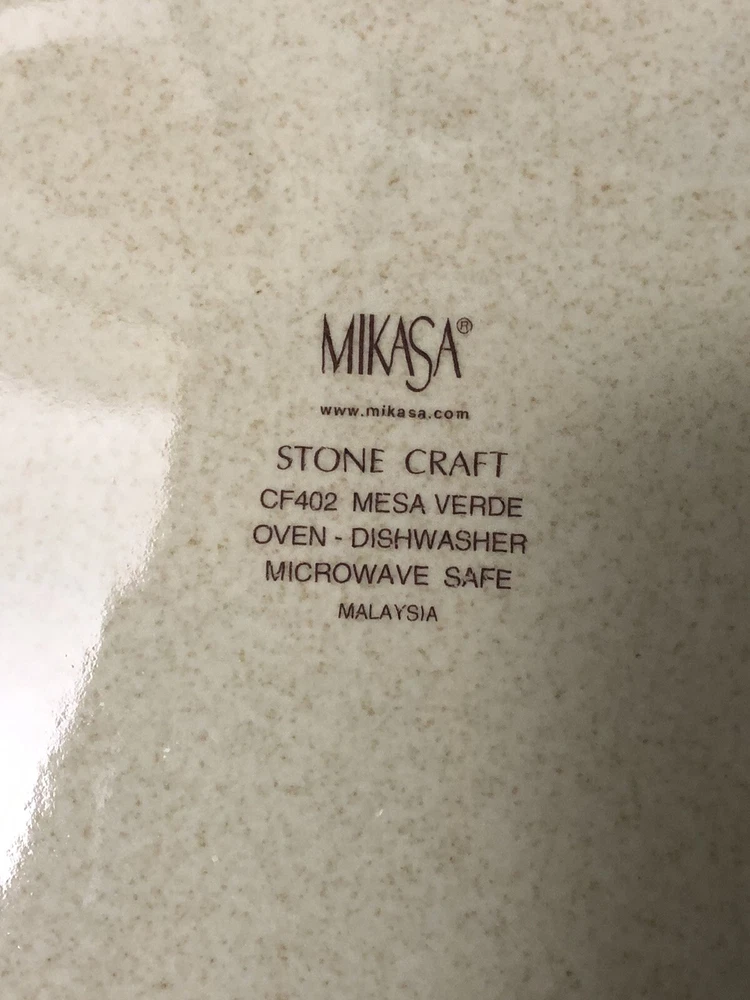 MIKASA®
www.mikasa.com
STONE CRAFT
CF402 MESA VERDE
OVEN - DISHWASHER
MICROWAVE SAFE
MALAYSIA